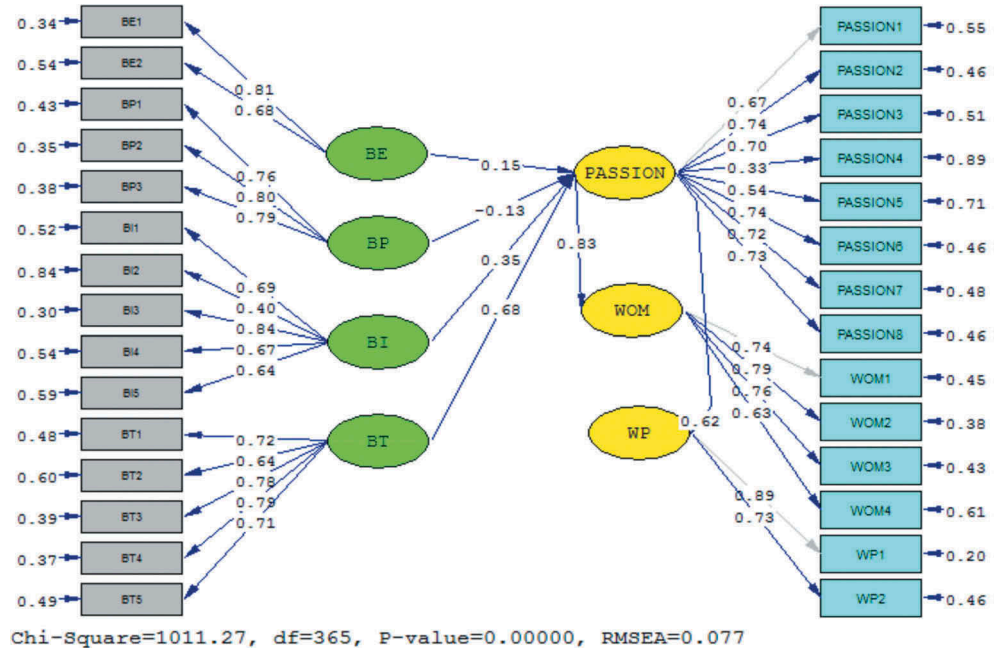 0.34 BE1
0.54 BE2
0.43 BP1
0.35 BP2
0.38 BP3
0.52 BI1
0.84 BI2
0.30 BI3
0.54 BI4
0.59 BI5
0.48 BT1
0.60 BT2
0.39 BT3
0.37 BT4
0.49 BT5
0.81
0.68
0.76
0.80
0.79
0.69
0.40
0.84
0.67
0.64
0.72
0.64
0.78
0.79
0.71
BE
BP
BI
BT
0.15
-0.13
0.35
0.68
PASSION
0.83
WOM
0.62
WP
0.67
0.74
0.70
0.33
0.54
0.74
0.72
0.73
0.74
0.79
0.76
0.63
0.89
0.73
PASSION1 0.55
PASSION2 0.46
PASSION3 0.51
PASSION4 0.89
PASSION5 0.71
PASSION6 0.46
PASSION7 0.48
PASSION8 0.46
WOM1 0.45
WOM2 0.38
WOM3 0.43
WOM4 0.61
WP1 0.20
WP2 0.46
Chi-Square=1011.27, df=365, P-value=0.00000, RMSEA=0.077